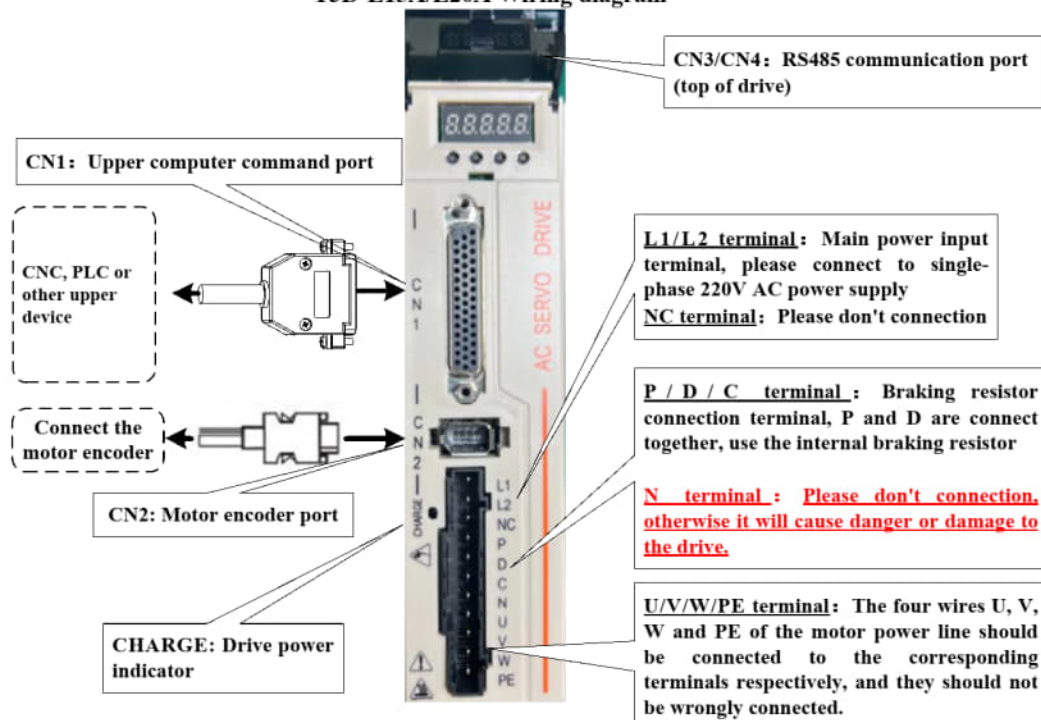 Wiring diagram
CN3/CN4: RS485 communication port
(top of drive)
88888
CN1: Upper computer command port
CNC, PLC or
other upper
device
CN1
AC SERVO DRIVE
L1/L2 terminal: Main power input
terminal, please connect to single-
phase 220V AC power supply
NC terminal: Please don't connection
P / D / C terminal : Braking resistor
connection terminal, P and D are connect
together, use the internal braking resistor
Connect the
motor encoder
CN2
CN2: Motor encoder port
CHARGE
L1
L2
NC
P
D
C
N
U
V
W
PE
N terminal : Please don't connection,
otherwise it will cause danger or damage to
the drive.
CHARGE: Drive power
indicator
U/V/W/PE terminal: The four wires U, V,
W and PE of the motor power line should
be connected to the corresponding
terminals respectively, and they should not
be wrongly connected.